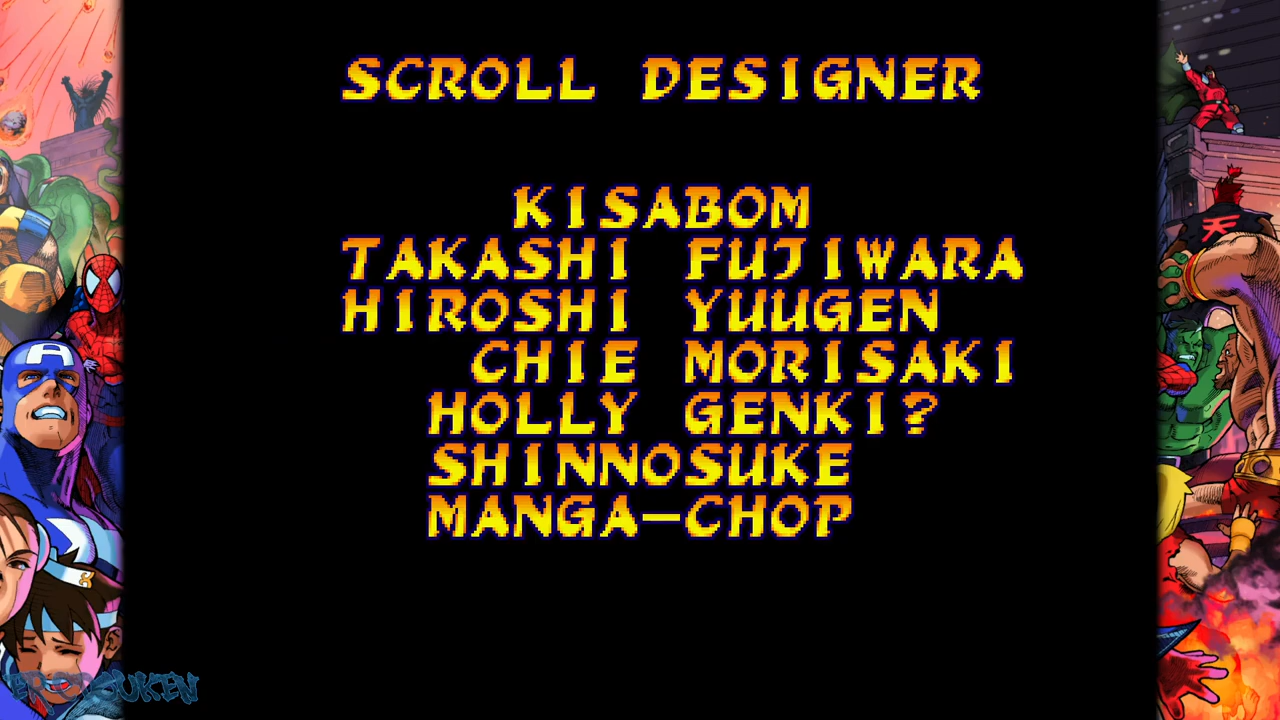 SCROLL DESIGNER
KISABOM
TAKASHI FUJIWARA
HIROSHI YUUGEN
CHIE MORISAKI
HOLLY GENKI?
SHINNOSUKE
MANGA-CHOP